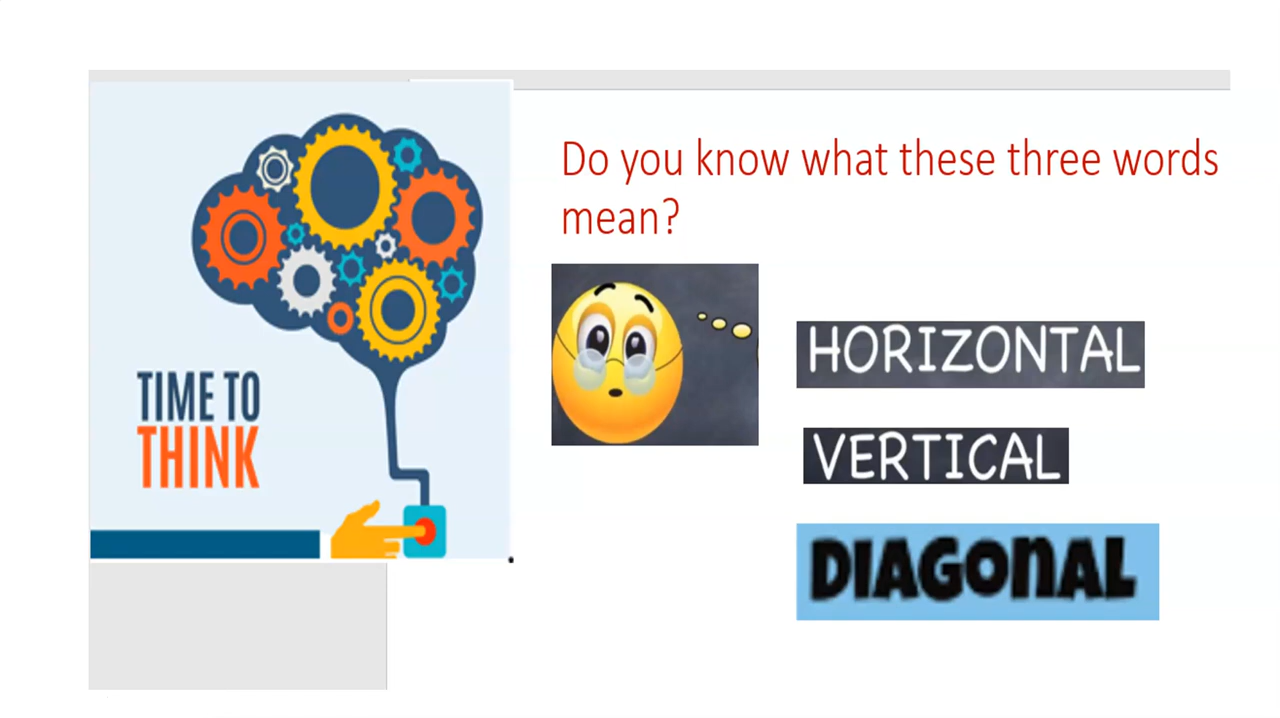 TIME TO
THINK
Do you know what these three words
mean?
HORIZONTAL
VERTICAL
DIAGONAL